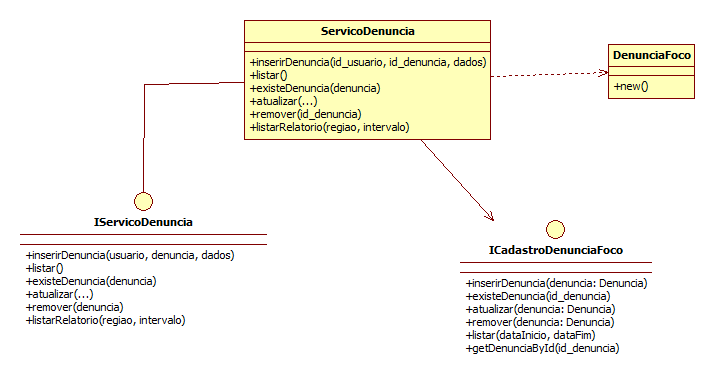 ServicoDenuncia
+inserirDenuncia(id_usuario, id_denuncia, dados)
+listar()
+existeDenuncia(denuncia)
+atualizar(...)
+remover(id_denuncia)
+listarRelatorio(regiao, intervalo)
DenunciaFoco
+new()
IServicoDenuncia
+inserirDenuncia(usuario, denuncia, dados)
+listar()
+existeDenuncia(denuncia)
+atualizar(...)
+remover(denuncia)
+listarRelatorio(regiao, intervalo)
ICadastroDenunciaFoco
+inserirDenuncia(denuncia: Denuncia)
+existeDenuncia(id_denuncia)
+atualizar(denuncia: Denuncia)
+remover(denuncia: Denuncia)
+listar(dataInicio, dataFim)
+getDenunciaById(id_denuncia)